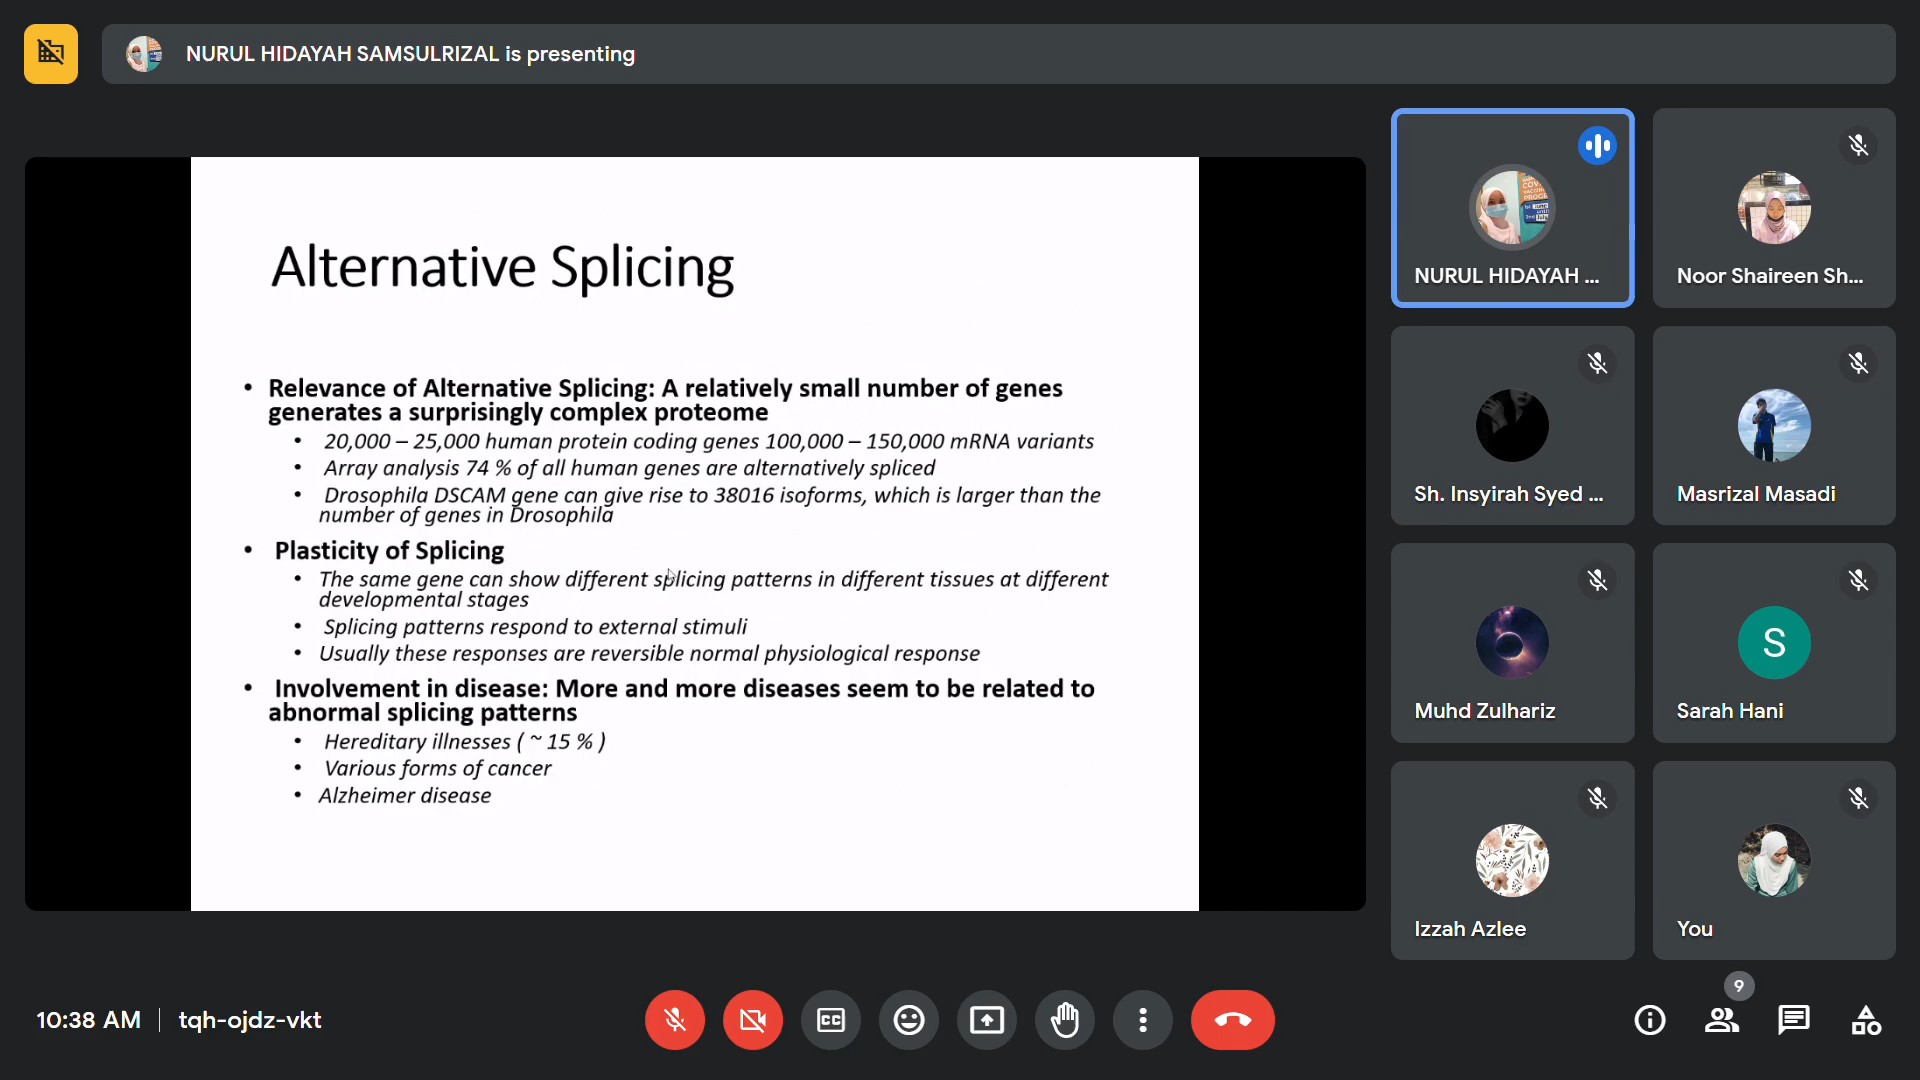 NURUL HIDAYAH SAMSULRIZAL is presenting
Alternative Splicing
• Relevance of Alternative Splicing: A relatively small number of genes
generates a surprisingly complex proteome
• 20,000 – 25,000 human protein coding genes 100,000 – 150,000 mRNA variants
• Array analysis 74 % of all human genes are alternatively spliced
• Drosophila DSCAM gene can give rise to 38016 isoforms, which is larger than the
number of genes in Drosophila
• Plasticity of Splicing
• The same gene can show different splicing patterns in different tissues at different
developmental stages
• Splicing patterns respond to external stimuli
• Usually these responses are reversible normal physiological response
• Involvement in disease: More and more diseases seem to be related to
abnormal splicing patterns
• Hereditary illnesses ( ~ 15 % )
• Various forms of cancer
• Alzheimer disease
NURUL HIDAYAH ...
Noor Shaireen Sh...
Sh. Insyirah Syed ...
Masrizal Masadi
Muhd Zulhariz
S
Sarah Hani
Izzah Azlee
You
10:38 AM | tqh-ojdz-vkt
CC
9